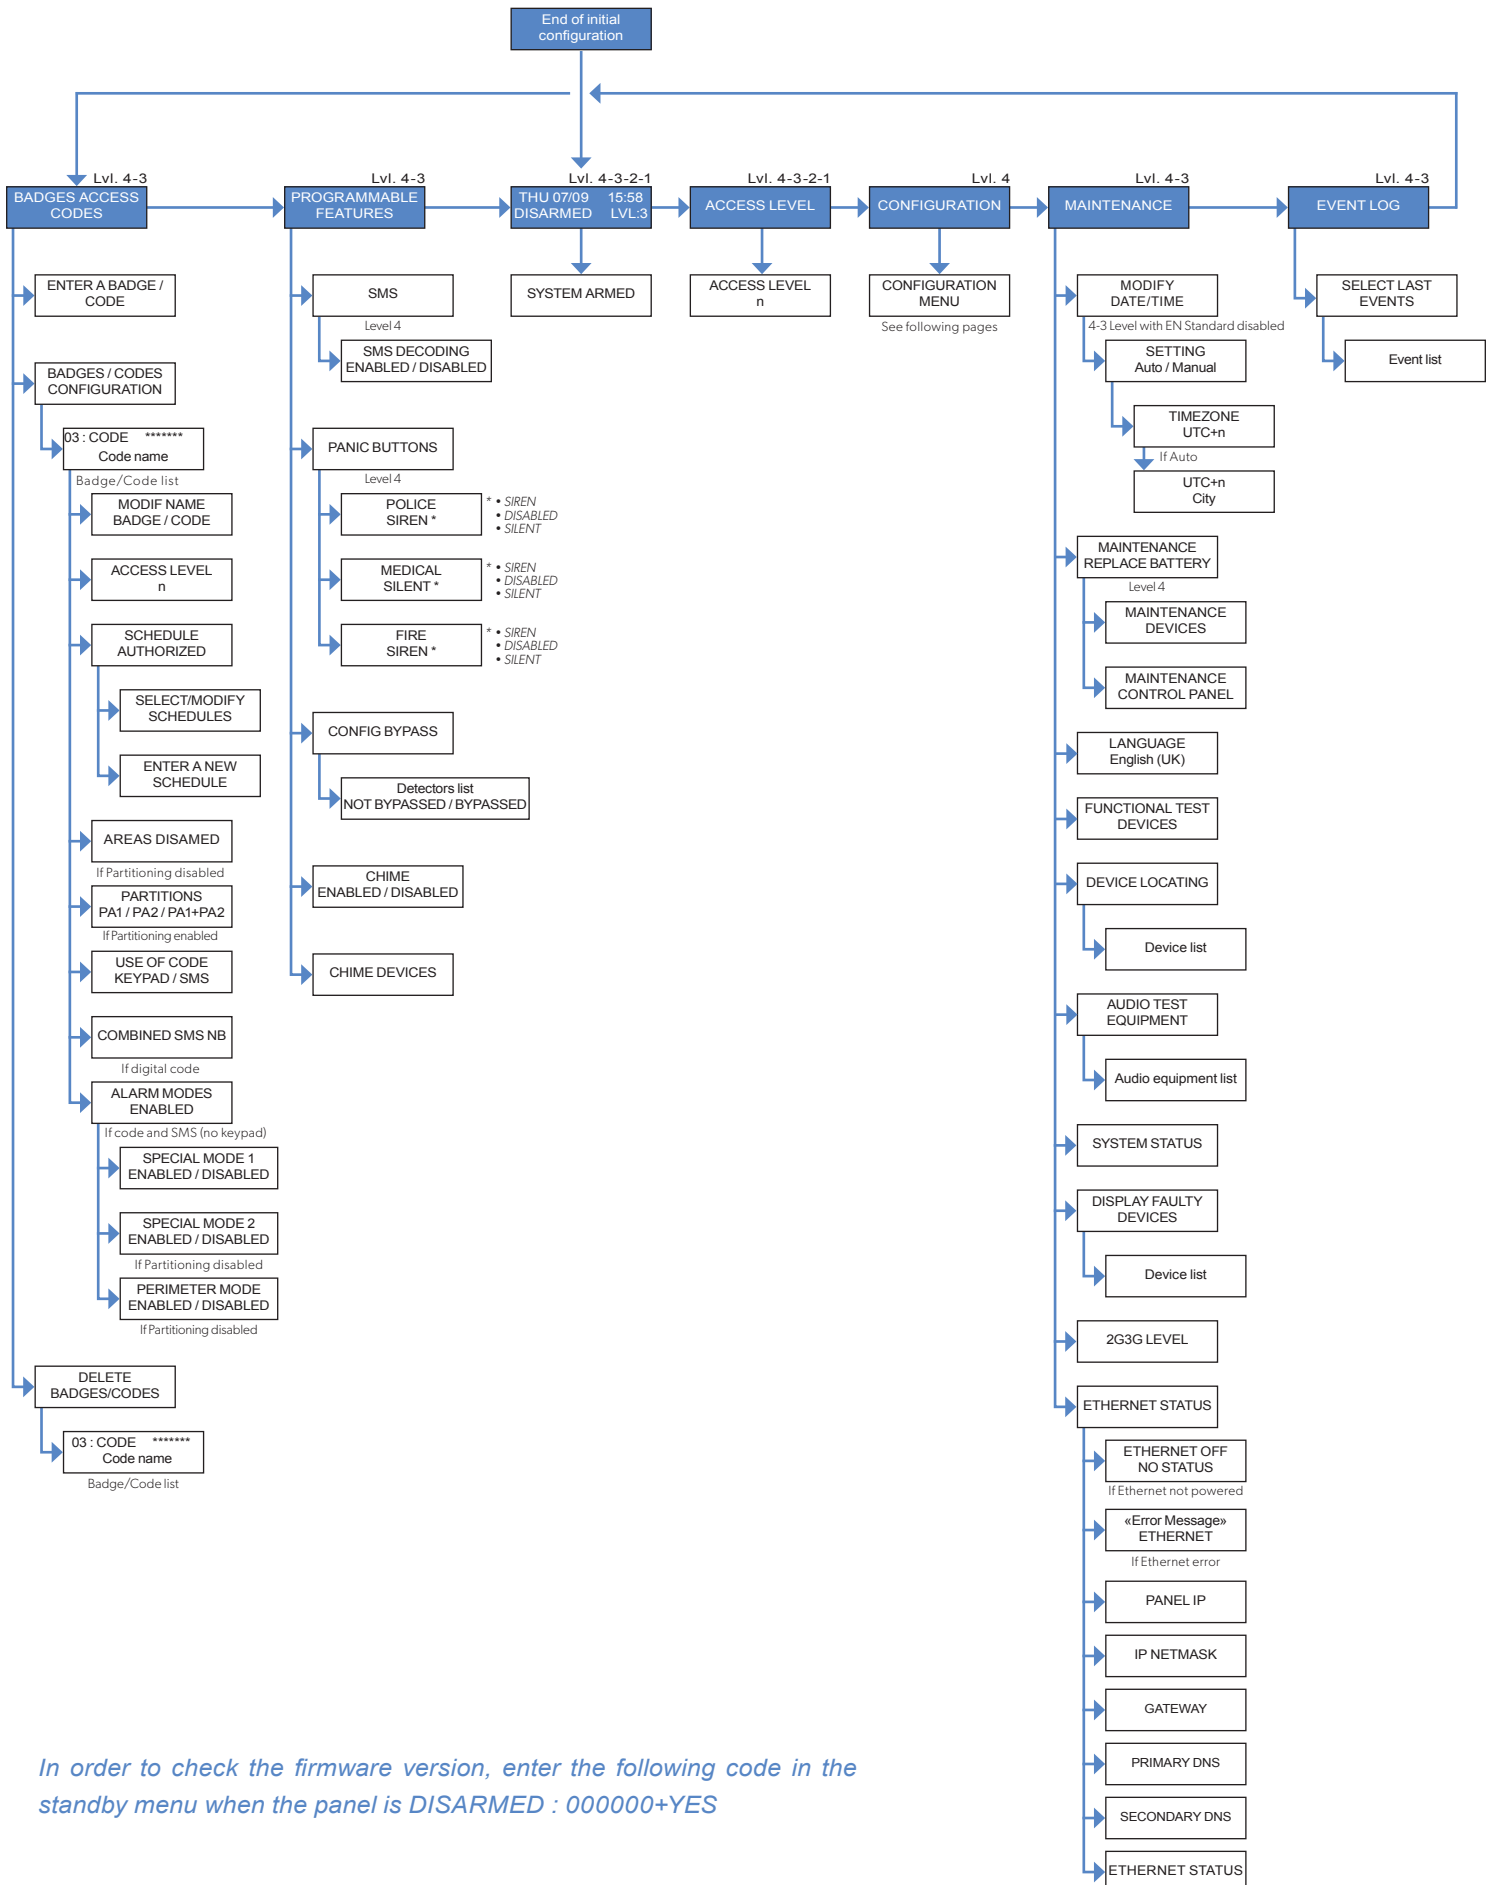 End of initial
configuration
Lvl. 4-3
BADGES ACCESS
CODES
Lvl. 4-3
PROGRAMMABLE
FEATURES
Lvl. 4-3-2-1
THU 07/09 15:58
DISARMED LVL:3
Lvl. 4-3-2-1
ACCESS LEVEL
Lvl. 4
CONFIGURATION
Lvl. 4-3
MAINTENANCE
Lvl. 4-3
EVENT LOG
ENTER A BADGE /
CODE
BADGES / CODES
CONFIGURATION
03 : CODE *******
Code name
Badge/Code list
MODIF NAME
BADGE / CODE
ACCESS LEVEL
n
SCHEDULE
AUTHORIZED
SELECT/MODIFY
SCHEDULES
ENTER A NEW
SCHEDULE
AREAS DISAMED
If Partitioning disabled
PARTITIONS
PA1 / PA2 / PA1+PA2
If Partitioning enabled
USE OF CODE
KEYPAD / SMS
COMBINED SMS NB
If digital code
ALARM MODES
ENABLED
If code and SMS (no keypad)
SPECIAL MODE 1
ENABLED / DISABLED
SPECIAL MODE 2
ENABLED / DISABLED
If Partitioning disabled
PERIMETER MODE
ENABLED / DISABLED
If Partitioning disabled
DELETE
BADGES/CODES
03 : CODE *******
Code name
Badge/Code list
SMS
Level 4
SMS DECODING
ENABLED / DISABLED
PANIC BUTTONS
Level 4
POLICE
SIREN *
* • SIREN
• DISABLED
• SILENT
MEDICAL
SILENT *
* • SIREN
• DISABLED
• SILENT
FIRE
SIREN *
* • SIREN
• DISABLED
• SILENT
CONFIG BYPASS
Detectors list
NOT BYPASSED / BYPASSED
CHIME
ENABLED / DISABLED
CHIME DEVICES
SYSTEM ARMED
ACCESS LEVEL
n
CONFIGURATION
MENU
See following pages
MODIFY
DATE/TIME
4-3 Level with EN Standard disabled
SETTING
Auto / Manual
TIMEZONE
UTC+n
If Auto
UTC+n
City
MAINTENANCE
REPLACE BATTERY
Level 4
MAINTENANCE
DEVICES
MAINTENANCE
CONTROL PANEL
LANGUAGE
English (UK)
FUNCTIONAL TEST
DEVICES
DEVICE LOCATING
Device list
AUDIO TEST
EQUIPMENT
Audio equipment list
SYSTEM STATUS
DISPLAY FAULTY
DEVICES
Device list
2G3G LEVEL
ETHERNET STATUS
ETHERNET OFF
NO STATUS
If Ethernet not powered
«Error Message»
ETHERNET
If Ethernet error
PANEL IP
IP NETMASK
GATEWAY
PRIMARY DNS
SECONDARY DNS
ETHERNET STATUS
SELECT LAST
EVENTS
Event list
In order to check the firmware version, enter the following code in the
standby menu when the panel is DISARMED : 000000+YES